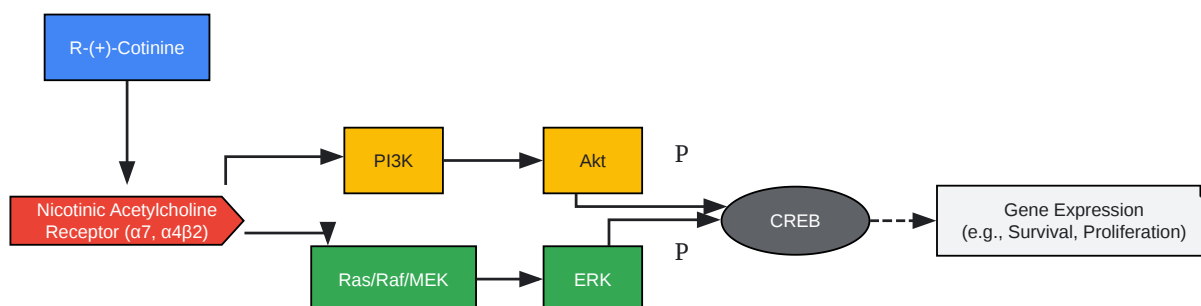 R-(+)-Cotinine
Nicotinic Acetylcholine
Receptor (α7, α4β2)
PI3K
Akt
P
Ras/Raf/MEK
ERK
P
CREB
Gene Expression
(e.g., Survival, Proliferation)